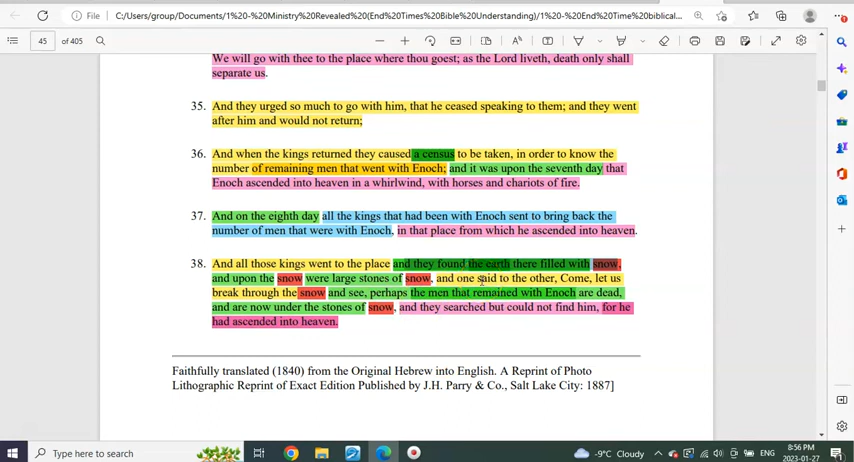 File
C:/Users/group/Documents/1%20-%20Ministry%20Revealed(End%20Times%20Bible%20Understanding)/1%20-%20END%20Time%20biblical...
45 of 405
We will go with thee to the place where thou goest; as the Lord liveth, death only shall
separate us.
35. And they urged so much to go with him, that he ceased speaking to them; and they went
after him and would not return;
36. And when the kings returned they caused a census to be taken, in order to know the
number of remaining men that went with Enoch; and it was upon the seventh day that
Enoch ascended into heaven in a whirlwind, with horses and chariots of fire.
37. And on the eighth day all the kings that had been with Enoch sent to bring back the
number of men that were with Enoch, in that place from which he ascended into heaven.
38. And all those kings went to the place and they found the earth there filled with snow,
and upon the snow were large stones of snow, and one said to the other, Come, let us
break through the snow and see, perhaps the men that remained with Enoch are dead,
and are now under the stones of snow, and they searched but could not find him, for he
had ascended into heaven.
Faithfully translated (1840) from the Original Hebrew into English. A Reprint of Photo
Lithographic Reprint of Exact Edition Published by J.H. Parry & Co., Salt Lake City: 1887]
Type here to search
-9°C Cloudy
ENG
8:56 PM
2023-01-27